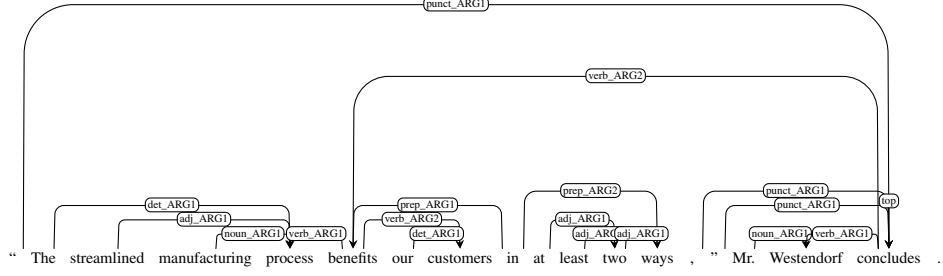 punct_ARG1
verb_ARG2
prep_ARG2
punct_ARG1
det_ARG1 prep_ARG1 punct_ARG1 top
adj_ARG1 verb_ARG2 adj_ARG1
noun_ARG1 verb_ARG1 det_ARG1 adj_ARG1 noun_ARG1 verb_ARG1
“ The streamlined manufacturing process benefits our customers in at least two ways , ” Mr. Westendorf concludes .